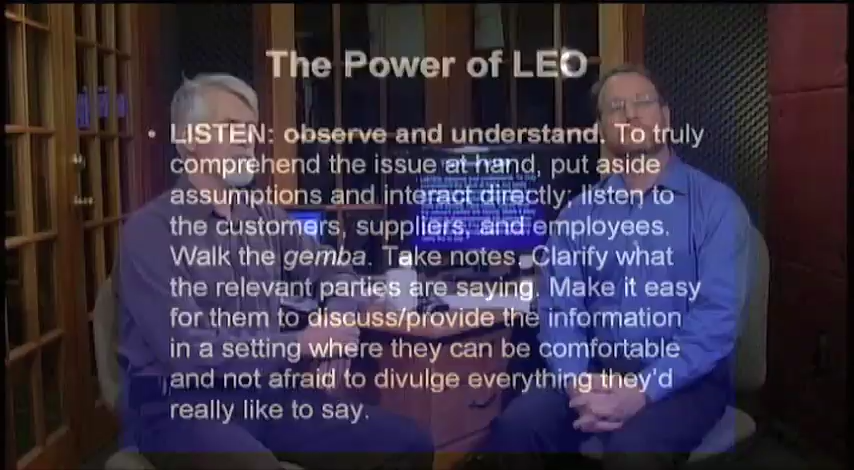 The Power of LEO
• LISTEN: observe and understand. To truly
comprehend the issue at hand, put aside
assumptions and interact directly; listen to
the customers, suppliers, and employees.
Walk the gemba. Take notes. Clarify what
the relevant parties are saying. Make it easy
for them to discuss/provide the information
in a setting where they can be comfortable
and not afraid to divulge everything they'd
really like to say.